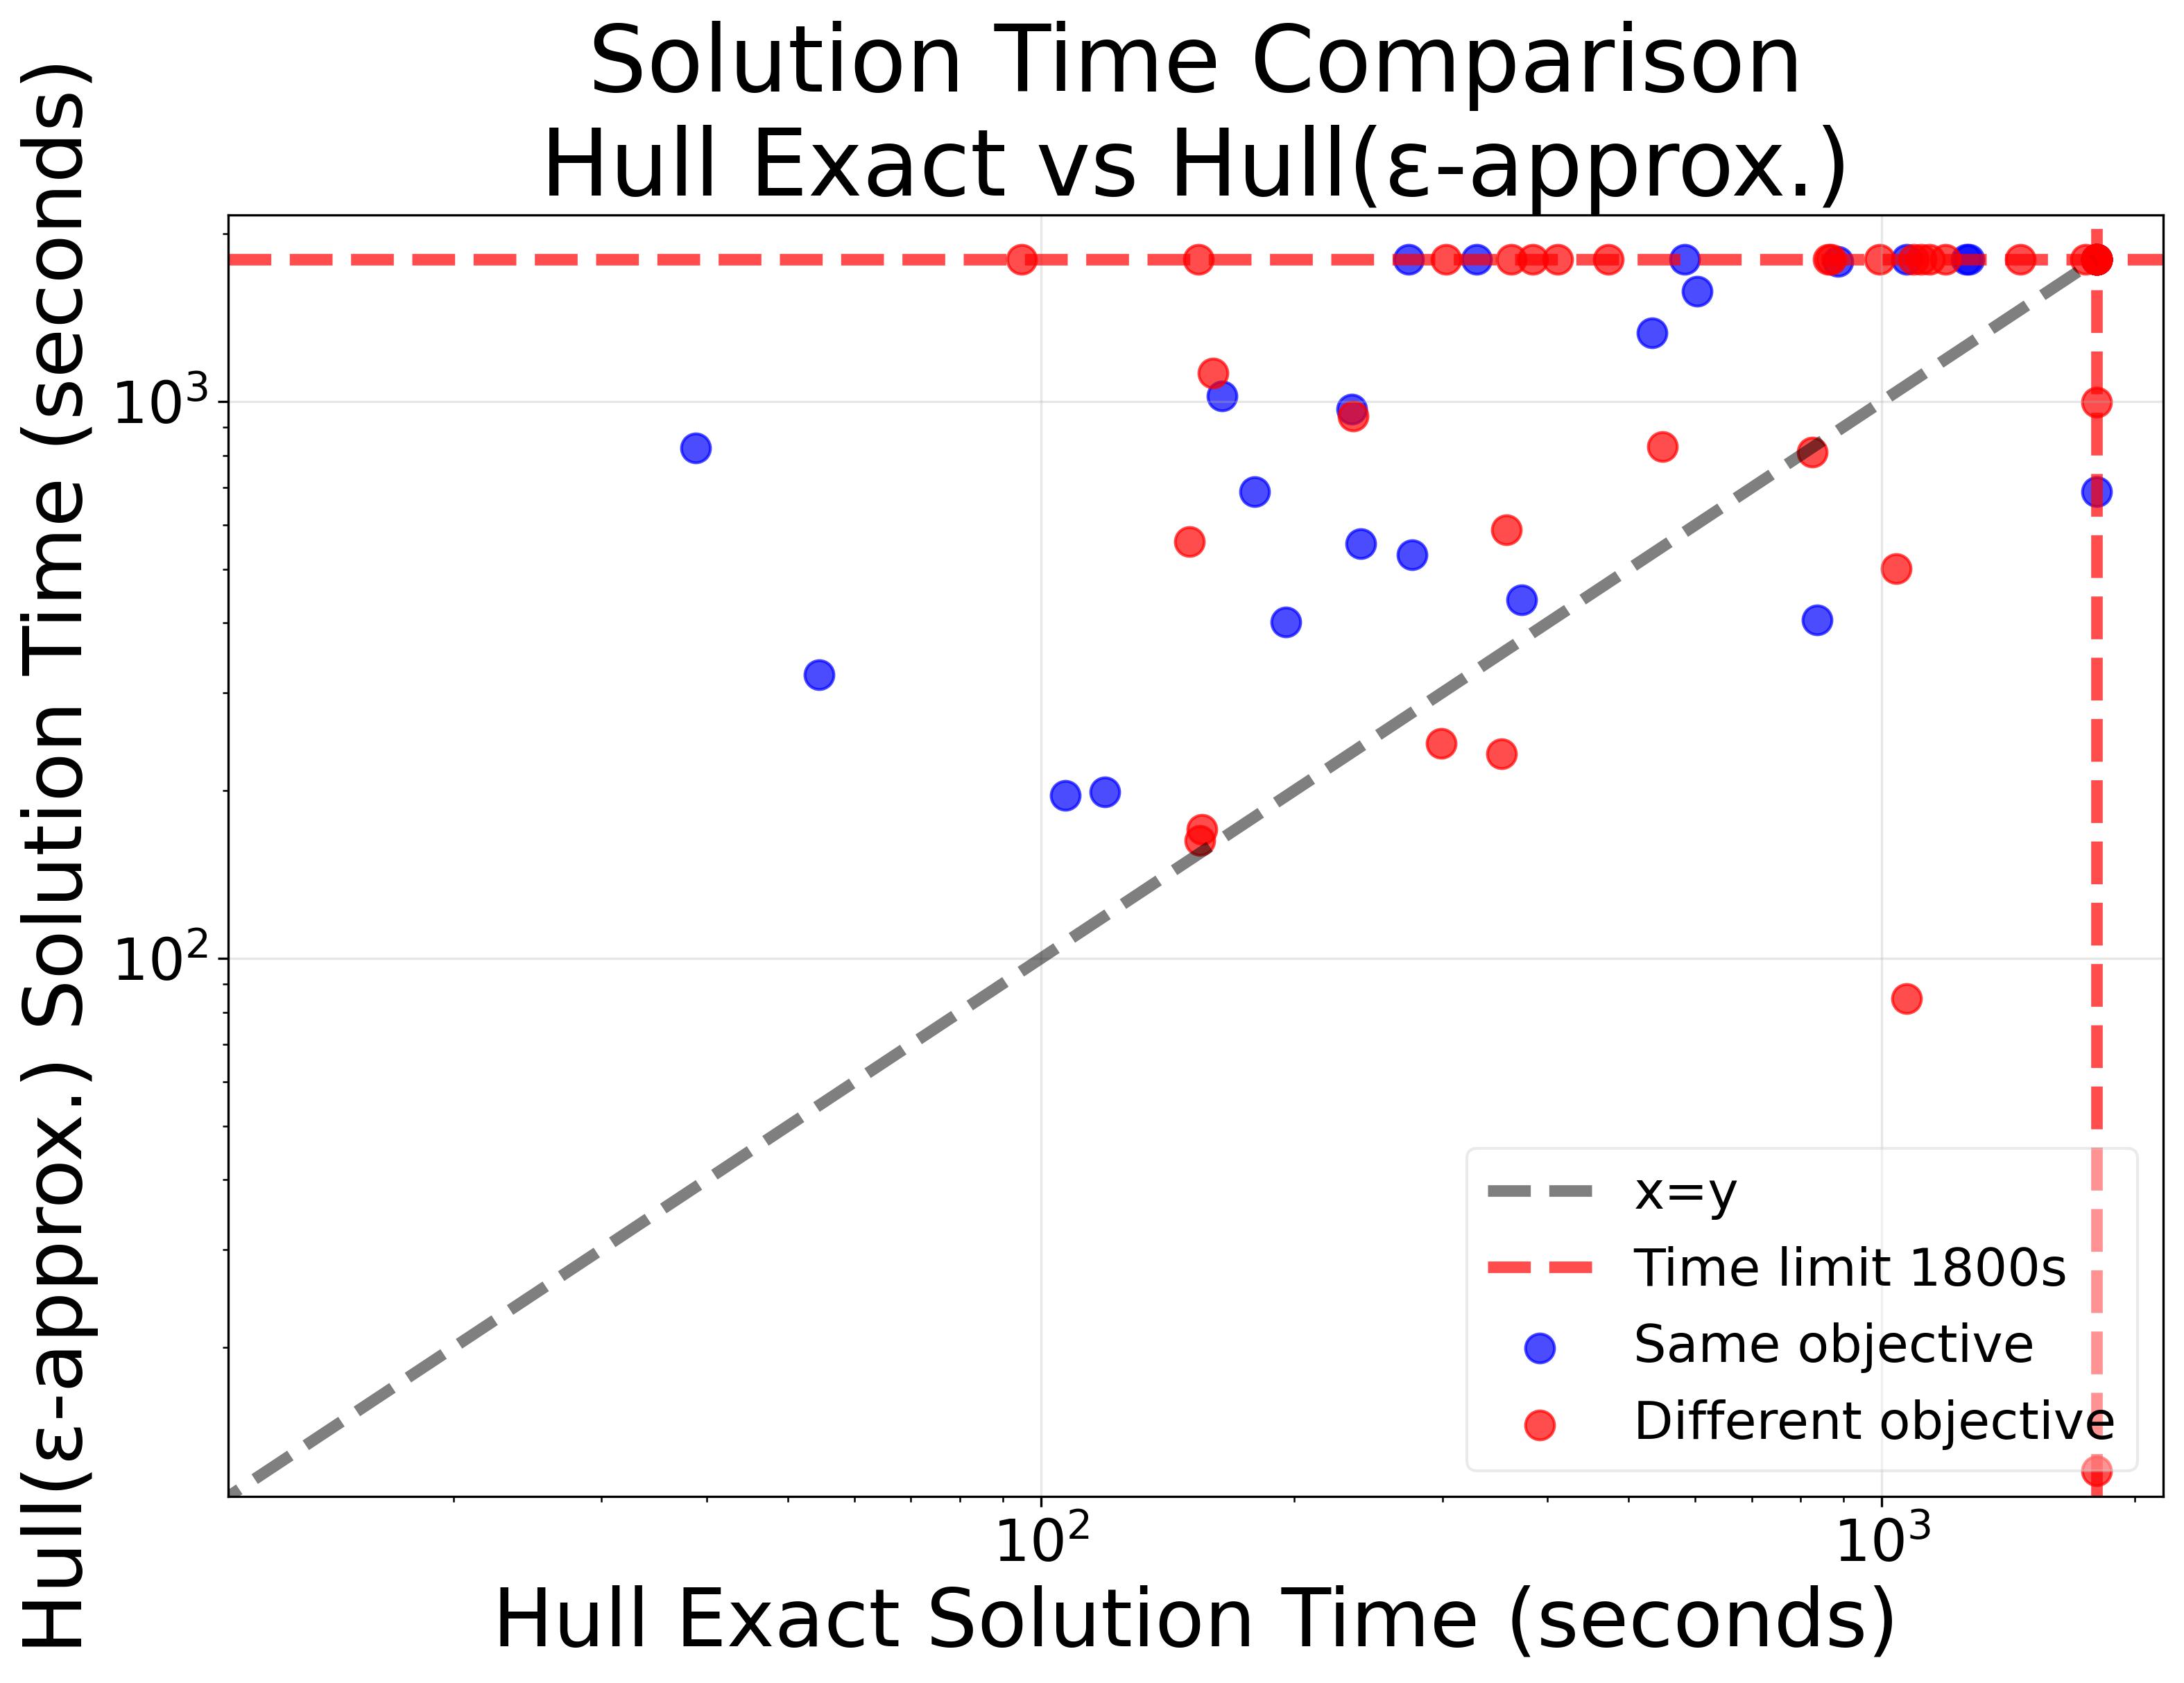 Solution Time Comparison
Hull Exact vs Hull(ε-approx.)
Hull(ε-approx.) Solution Time (seconds)
10³
10²
x=y
Time limit 1800s
Same objective
Different objective
10²
10³
Hull Exact Solution Time (seconds)